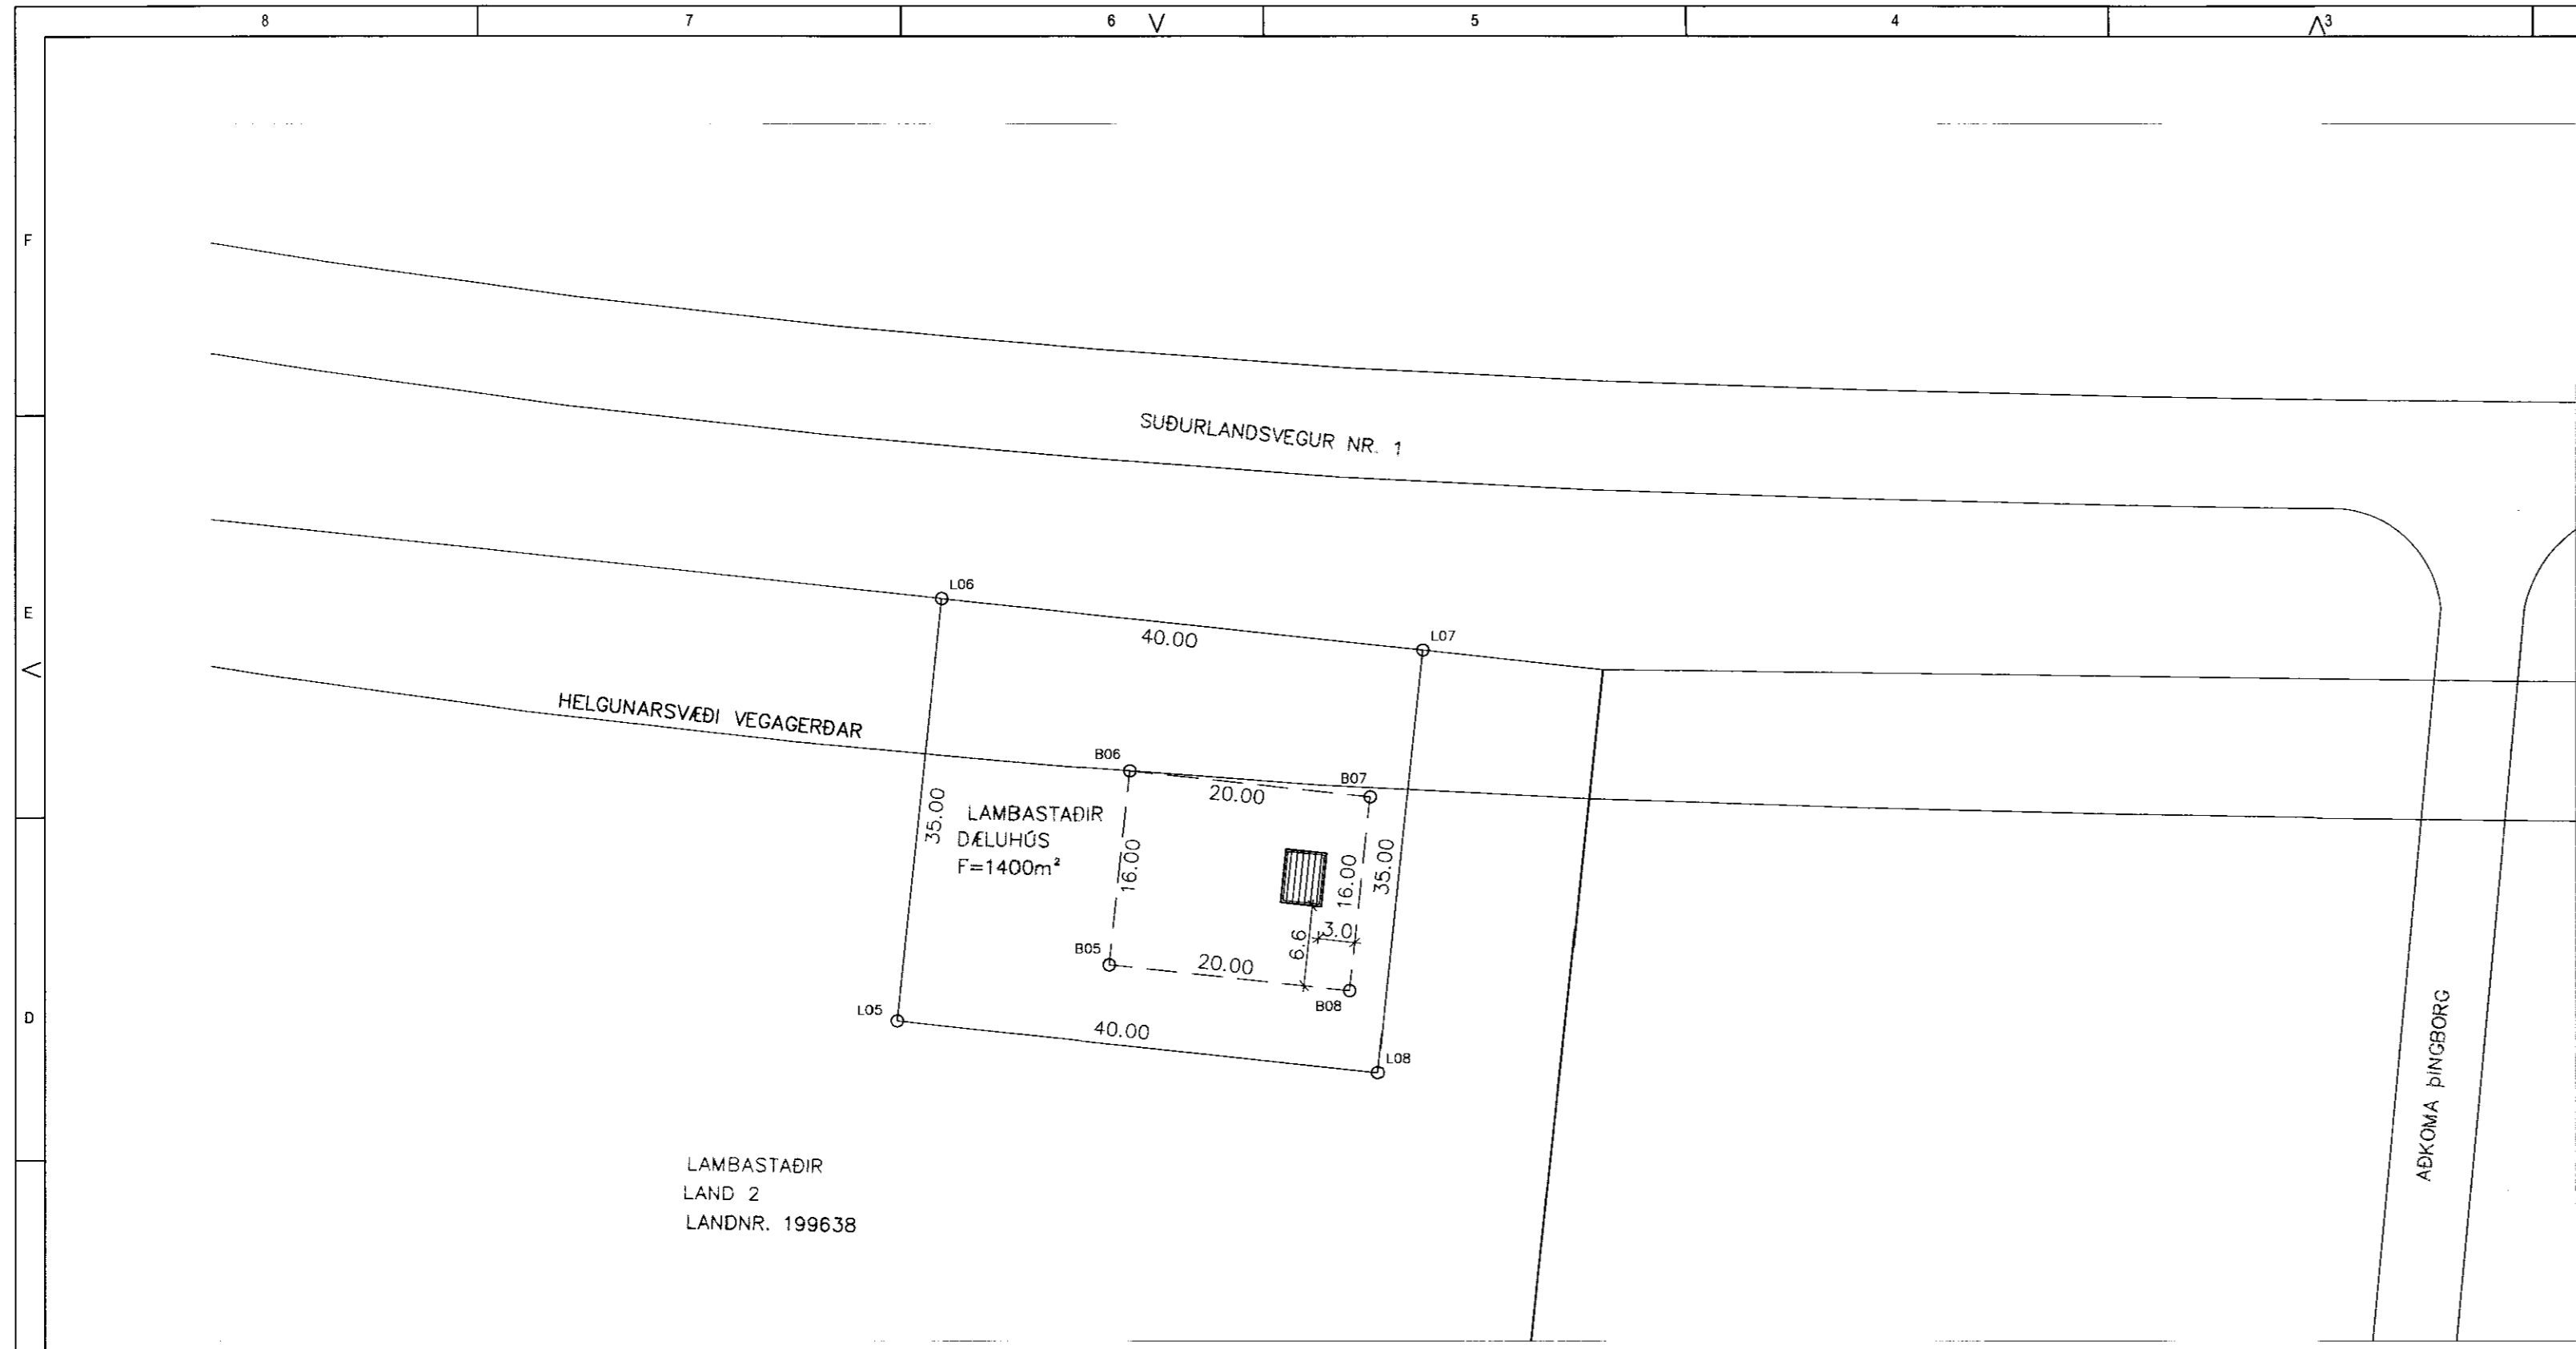 8 7 6 5 4 3
F
SUÐURLANDSVEGUR NR. 1
E
L06
40.00
L07
HELGUNARSVÆÐI VEGAGERÐAR
B06
B07
20.00
35.00
LAMBASTAÐIR
DÆLUHÚS
F=1400m²
16.00
16.00
35.00
6.6
3.0
B05
20.00
B08
L05
40.00
L08
D
AÐKOMA ÞINGBORG
LAMBASTAÐIR
LAND 2
LANDNR. 199638